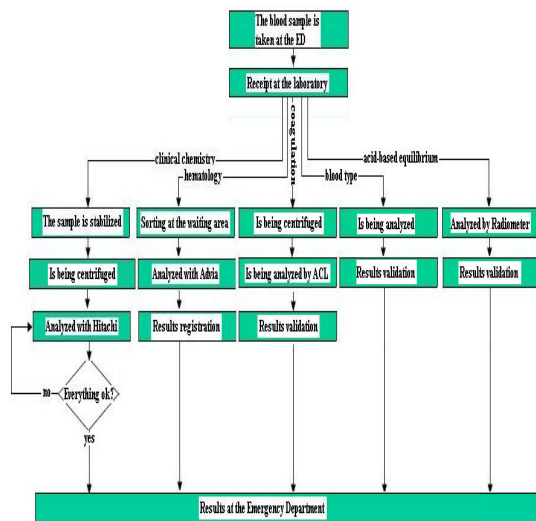 The blood sample is
taken at the ED
Receipt at the laboratory
coagulation
clinical chemistry
acid-based equilibrium
hematology
blood type
The sample is stabilized
Sorting at the waiting area
Is being centrifuged
Is being analyzed
Analyzed by Radiometer
Is being centrifuged
Analyzed with Advia
Is being analyzed by ACL
Results validation
Results validation
Analyzed with Hitachi
Results registration
Results validation
no
Everything ok?
yes
Results at the Emergency Department